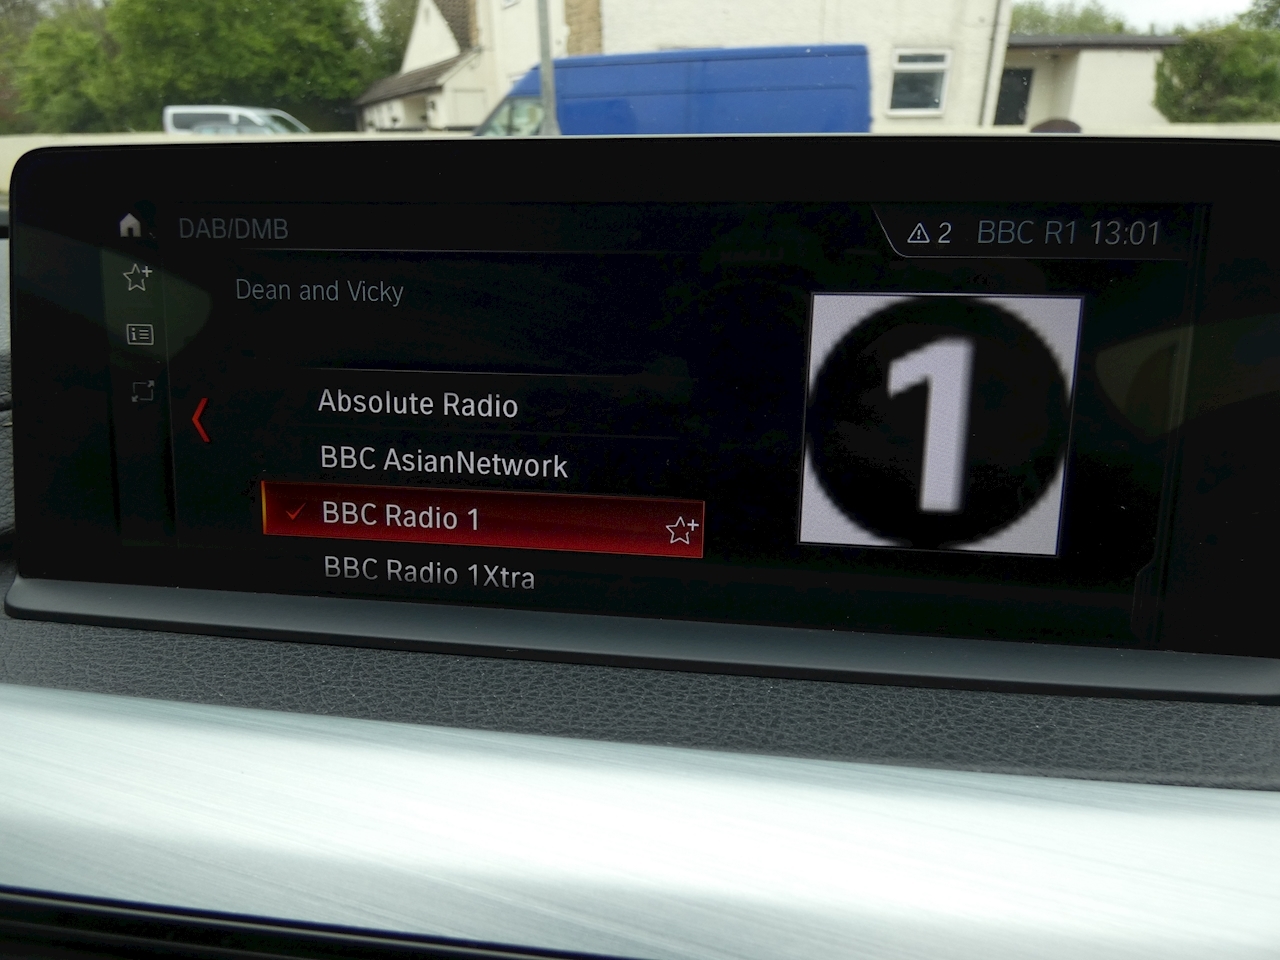 DAB/DMB
2 BBC R1 13:01
Dean and Vicky
Absolute Radio
BBC AsianNetwork
BBC Radio 1
BBC Radio 1Xtra
1